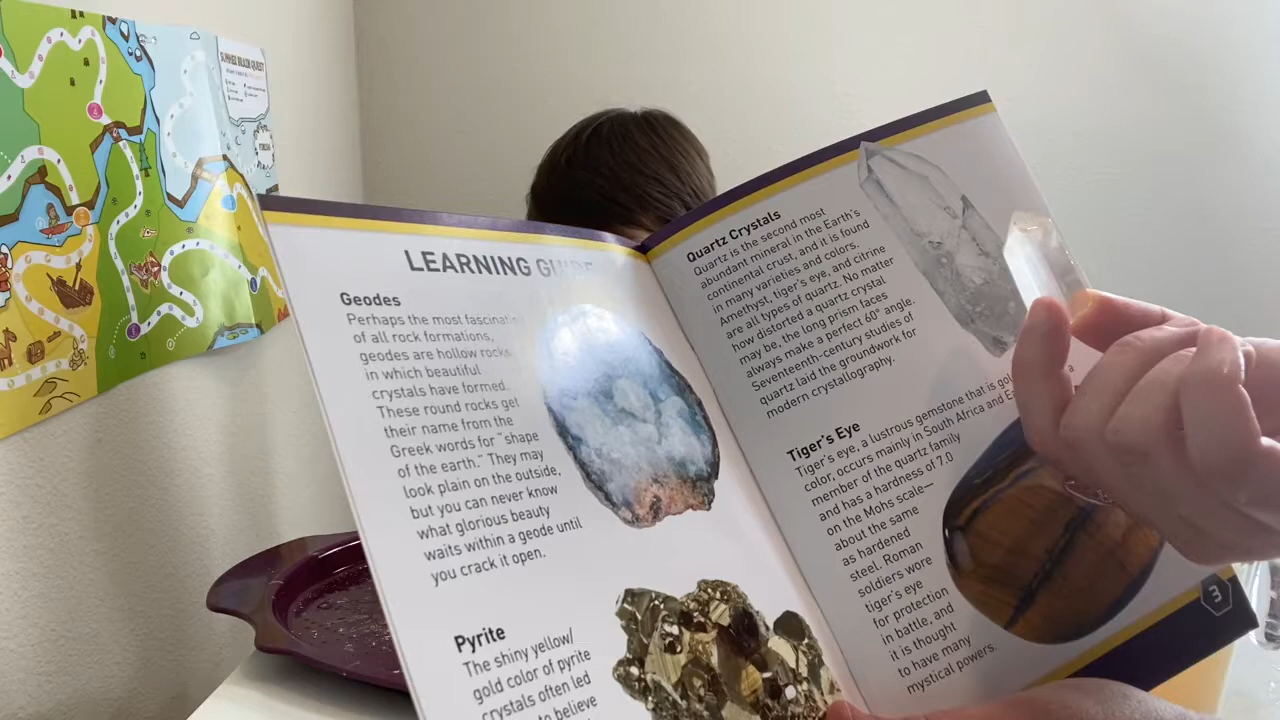 SUMMER BRAIN QUEST
LEARNING GUIDE
Geodes
Perhaps the most fascinating
of all rock formations,
geodes are hollow rocks
in which beautiful
crystals have formed.
These round rocks get
their name from the
Greek words for "shape
of the earth." They may
look plain on the outside,
but you can never know
what glorious beauty
waits within a geode until
you crack it open.
Pyrite
The shiny yellow/
gold color of pyrite
crystals often led
to believe
Quartz Crystals
Quartz is the second most
abundant mineral in the Earth's
continental crust, and it is found
in many varieties and colors.
Amethyst, tiger's eye, and citrine
are all types of quartz. No matter
how distorted a quartz crystal
may be, the long prism faces
always make a perfect 60° angle.
Seventeenth-century studies of
quartz laid the groundwork for
modern crystallography.
Tiger's Eye
Tiger's eye, a lustrous gemstone that is
color, occurs mainly in South Africa and
member of the quartz family
and has a hardness of 7.0
on the Mohs scale—
about the same
as hardened
steel. Roman
soldiers wore
tiger's eye
for protection
in battle, and
it is thought
to have many
mystical powers.
3